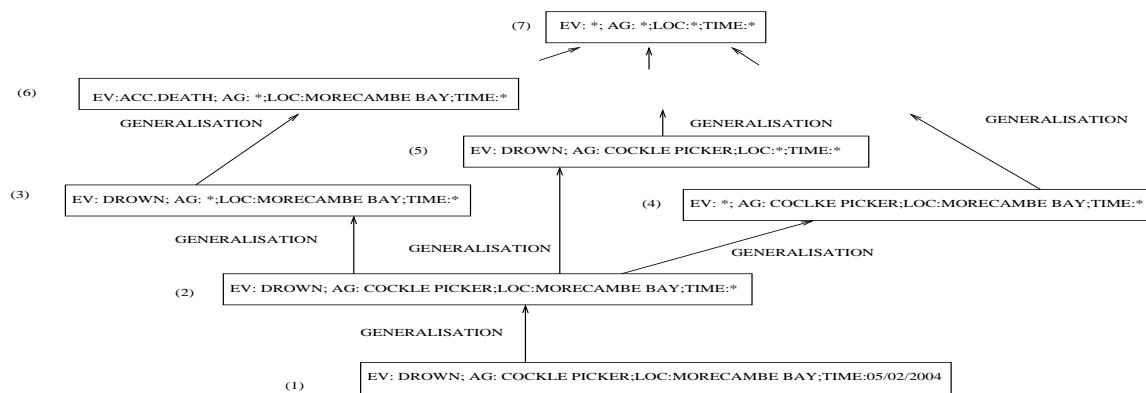 (7) EV: *; AG: *;LOC:*;TIME:*
(6) EV:ACC.DEATH; AG: *;LOC:MORECAMBE BAY;TIME:*
GENERALISATION GENERALISATION GENERALISATION
(5) EV: DROWN; AG: COCKLE PICKER;LOC:*;TIME:*
(3) EV: DROWN; AG: *;LOC:MORECAMBE BAY;TIME:*
(4) EV: *; AG: COCLKE PICKER;LOC:MORECAMBE BAY;TIME:*
GENERALISATION GENERALISATION GENERALISATION
(2) EV: DROWN; AG: COCKLE PICKER;LOC:MORECAMBE BAY;TIME:*
GENERALISATION
(1) EV: DROWN; AG: COCKLE PICKER;LOC:MORECAMBE BAY;TIME:05/02/2004